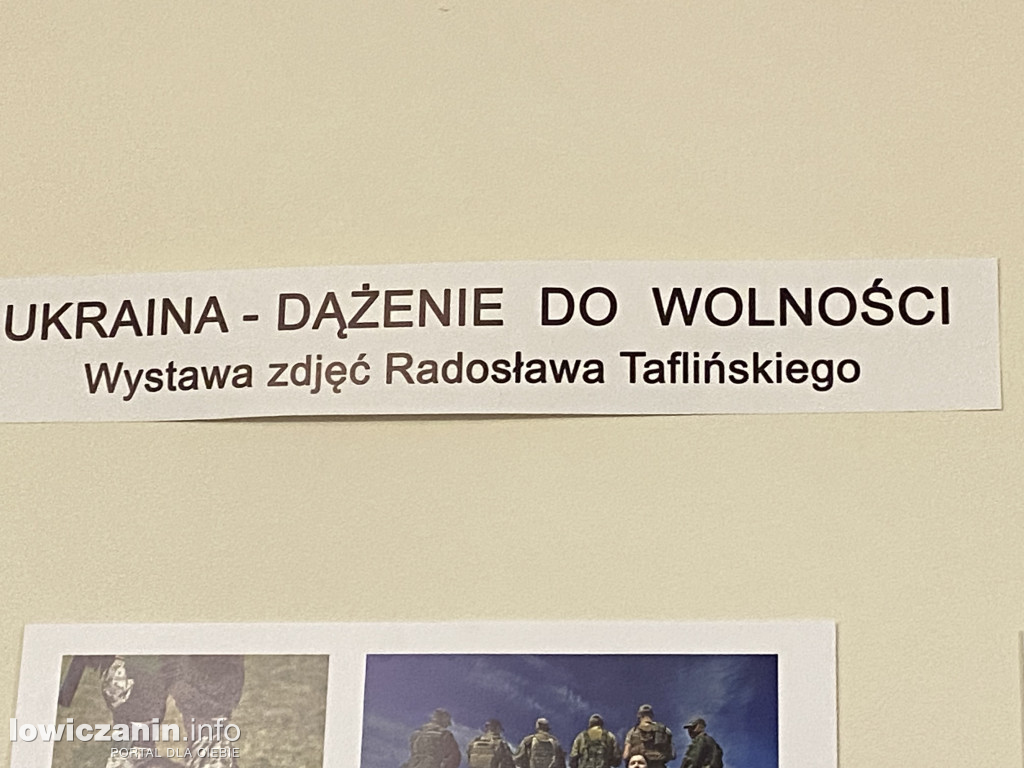 UKRAINA - DĄŻENIE DO WOLNOŚCI
Wystawa zdjęć Radosława Taflińskiego
lowiczanin.info
PORTAL DLA CIEBIE